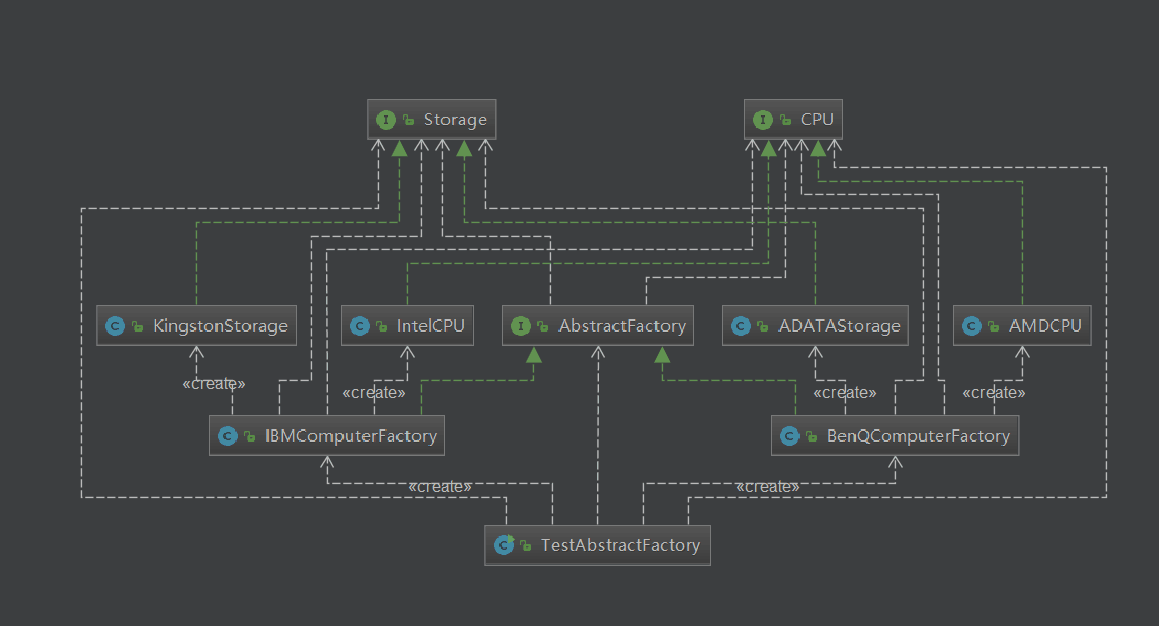 Storage
CPU
KingstonStorage
IntelCPU
AbstractFactory
ADATAStorage
AMDCPU
«create»
«create»
«create»
«create»
IBMComputerFactory
BenQComputerFactory
«create»
«create»
TestAbstractFactory